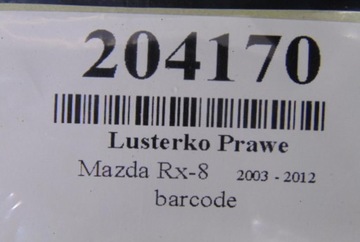 204170
Lusterko Prawe
Mazda Rx-8 2003 - 2012
barcode